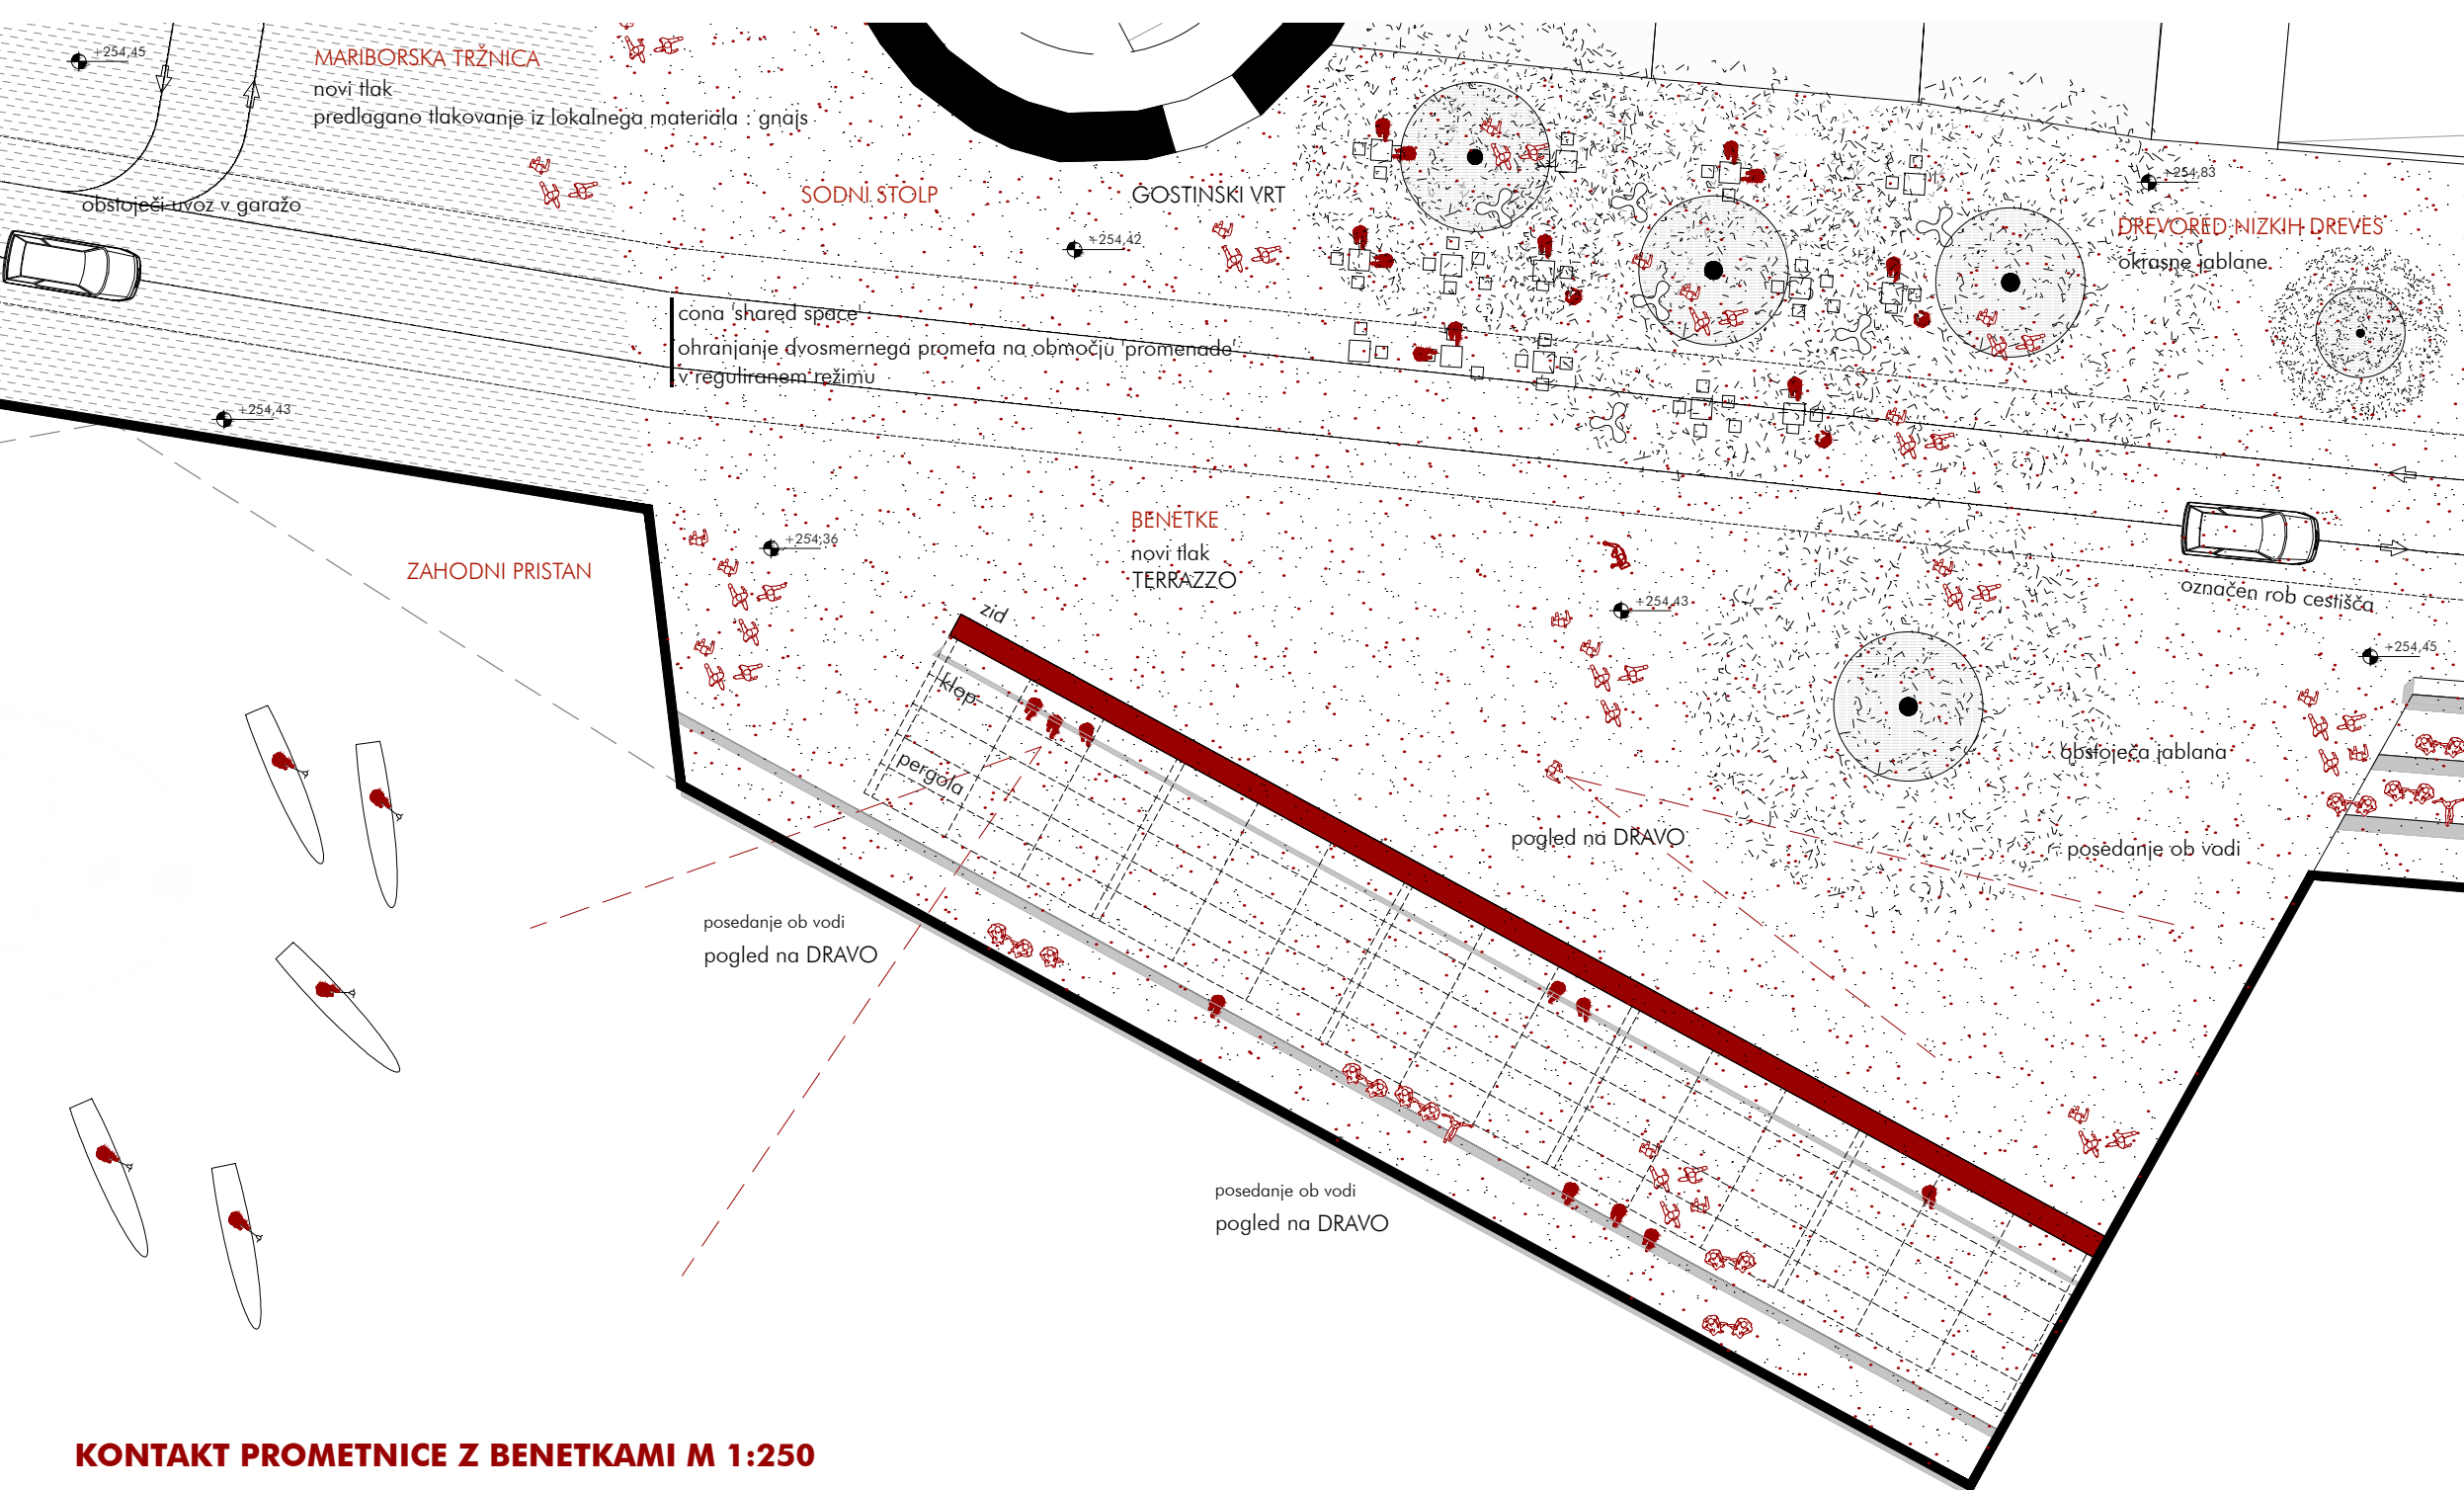 +254,45
MARIBORSKA TRŽNICA
novi tlak
predlagano tlakovanje iz lokalnega materiala : gnajs
obstoječi uvoz v garažo
SODNI STOLP
GOSTINSKI VRT
+254,42
+254,83
DREVORED NIZKIH DREVES
okrasne jablane
cona 'shared space'
ohranjanje dvosmernega prometa na območju 'promenade'
v reguliranem režimu
+254,43
+254,36
ZAHODNI PRISTAN
BENETKE
novi tlak
TERRAZZO
+254,43
označen rob cestišča
+254,45
zid
klop
pergola
obstoječa jablana
pogled na DRAVO
posedanje ob vodi
posedanje ob vodi
pogled na DRAVO
posedanje ob vodi
pogled na DRAVO
KONTAKT PROMETNICE Z BENETKAMI M 1:250